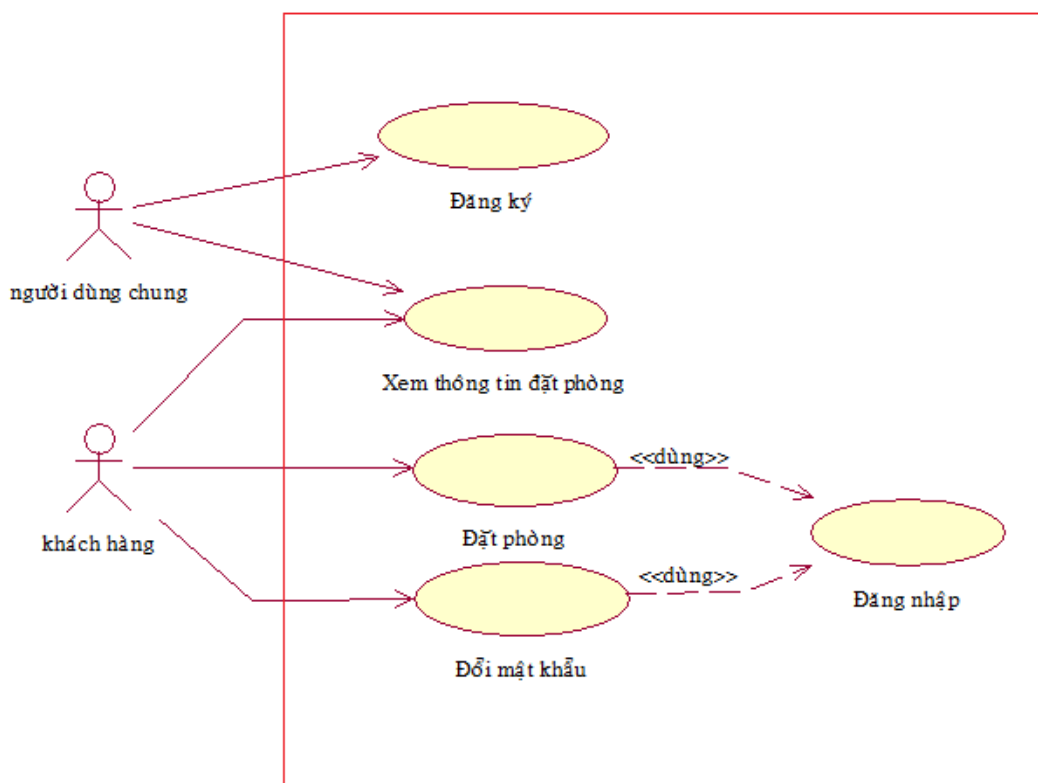 Đăng ký
người dùng chung
Xem thông tin đặt phòng
<<dùng>>
khách hàng
Đặt phòng
<<dùng>>
Đăng nhập
Đổi mật khẩu